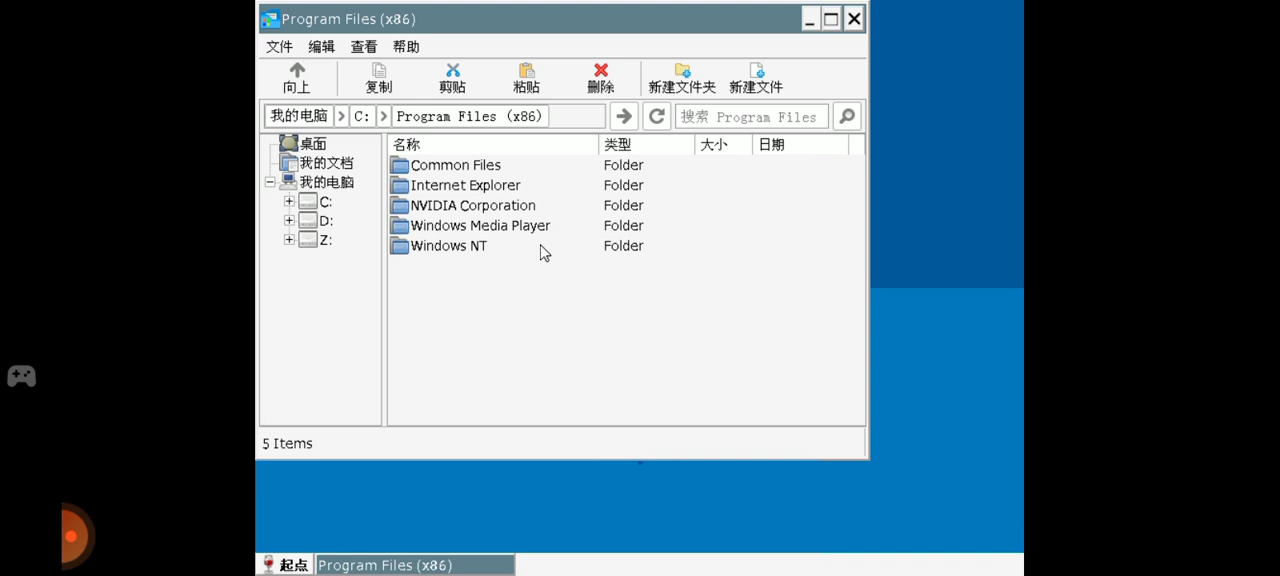 Program Files (x86)
文件 编辑 查看 帮助
向上 复制 剪贴 粘贴 删除 新建文件夹 新建文件
我的电脑 C: Program Files (x86) 搜索 Program Files
桌面
我的文档
我的电脑
C:
D:
Z:
名称 类型 大小 日期
Common Files Folder
Internet Explorer Folder
NVIDIA Corporation Folder
Windows Media Player Folder
Windows NT Folder
5 Items
起点 Program Files (x86)